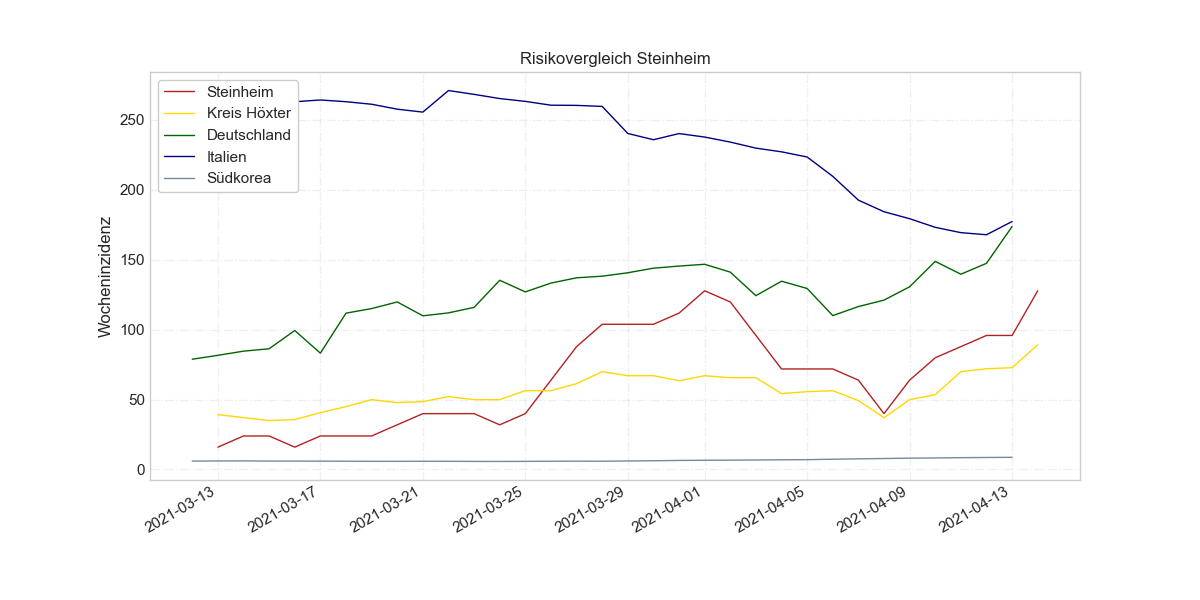 Risikovergleich Steinheim
Steinheim
Kreis Höxter
Deutschland
Italien
Südkorea
Wocheninzidenz
250
200
150
100
50
0
2021-03-13
2021-03-17
2021-03-21
2021-03-25
2021-03-29
2021-04-01
2021-04-05
2021-04-09
2021-04-13